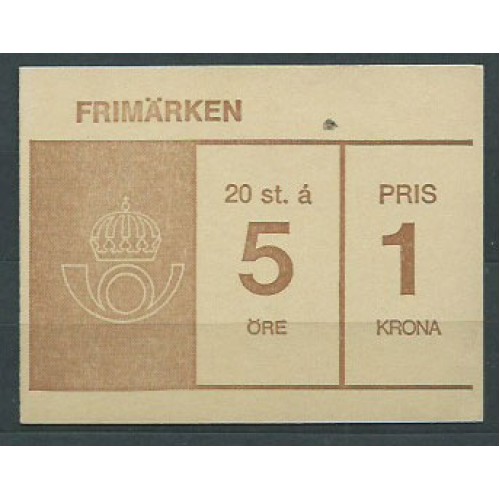 FRIMÄRKEN
20 st. á
5
ÖRE
PRIS
1
KRONA